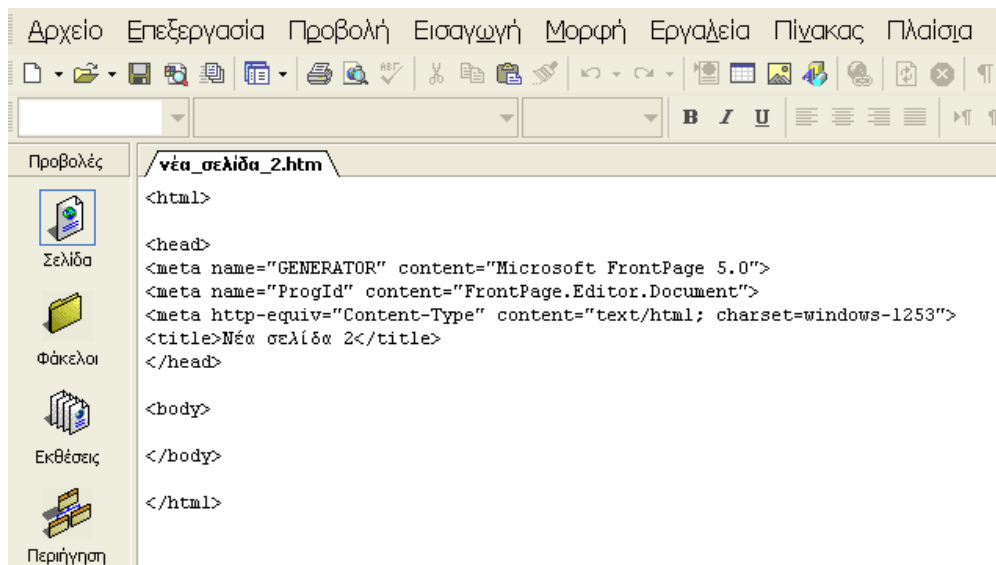 Αρχείο Επεξεργασία Προβολή Εισαγωγή Μορφή Εργαλεία Πίνακας Πλαίσια
ABC
B I U
Προβολές
νέα_σελίδα_2.htm
<html>
<head>
<meta name="GENERATOR" content="Microsoft FrontPage 5.0">
<meta name="ProgId" content="FrontPage.Editor.Document">
<meta http-equiv="Content-Type" content="text/html; charset=windows-1253">
<title>Νέα σελίδα 2</title>
</head>
<body>
</body>
</html>
Σελίδα
Φάκελοι
Εκθέσεις
Περιήγηση